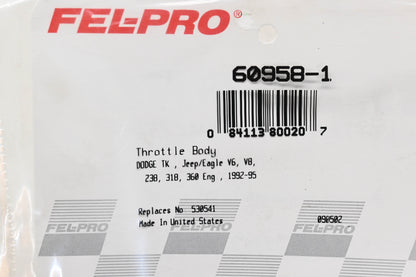 FEL-PRO
60958-1
0 84113 80020 7
Throttle Body
DODGE TK , Jeep/Eagle V6, V8,
238, 318, 360 Eng , 1992-95
Replaces No 530541
Made In United States
090502
FEL-PRO
FEL-PRO